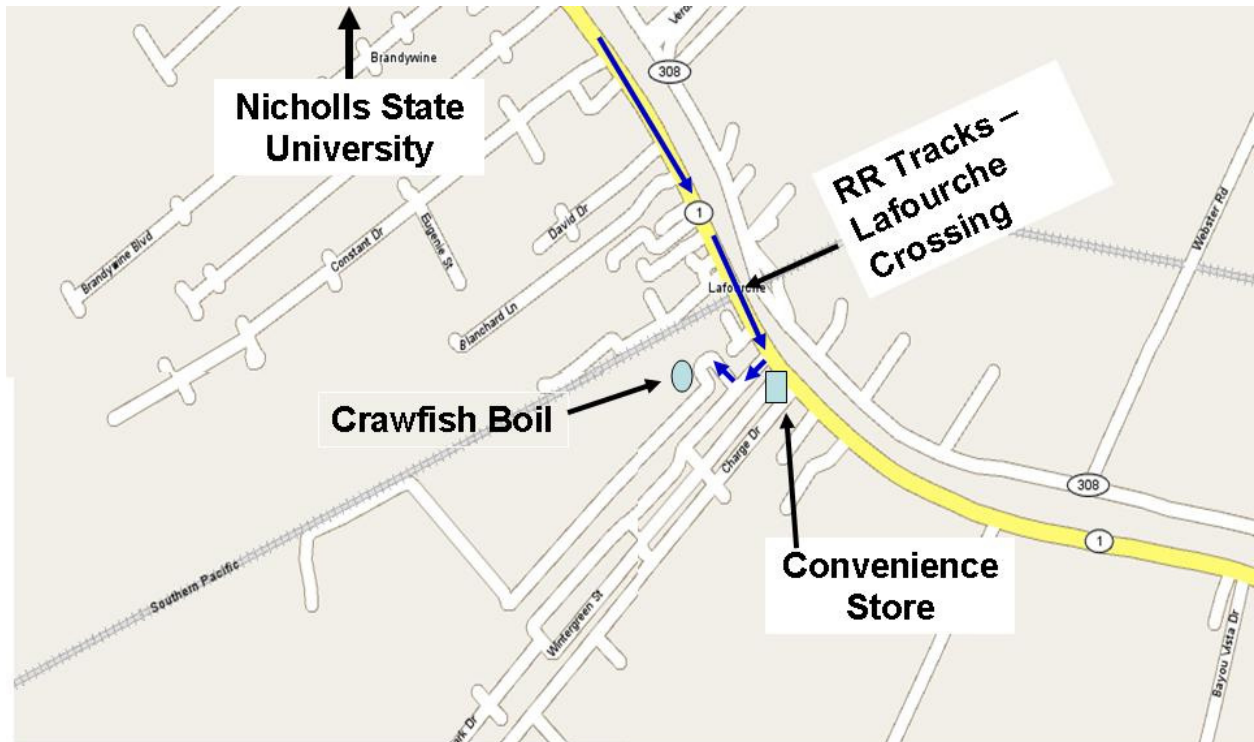 308
Brandywine
Nicholls State
University
RR Tracks –
Lafourche
Crossing
Webster Rd
1
David Dr
Eugenie St
Brandywine Blvd
Constant Dr
Lafourche
Blanchard Ln
Crawfish Boil
Charge Dr
308
1
Southern Pacific
Convenience
Store
Wintergreen St
Bayou Vista Dr